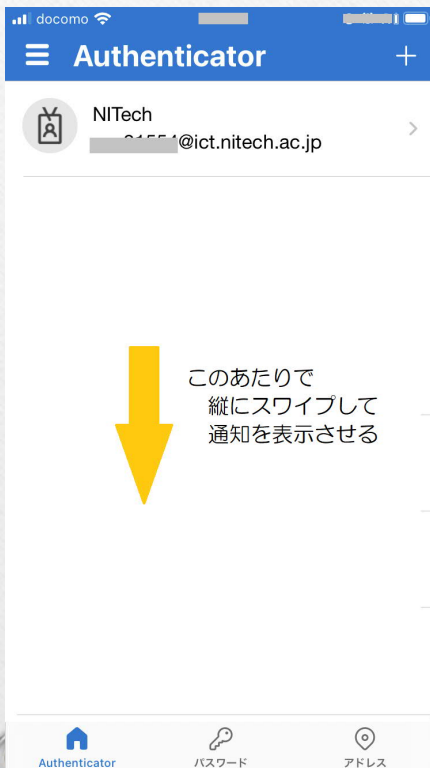 docomo
Authenticator
NITech
@ict.nitech.ac.jp
このあたりで
縦にスワイプして
通知を表示させる
Authenticator パスワード アドレス